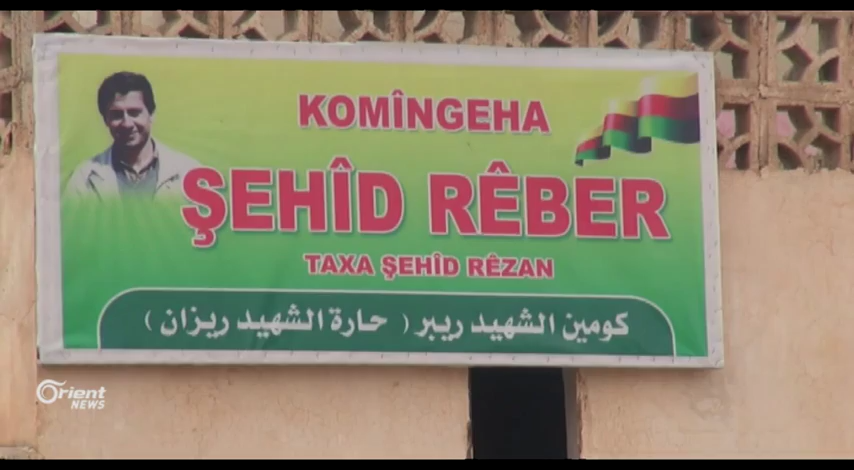 KOMÎNGEHA
ŞEHÎD RÊBER
TAXA ŞEHÎD RÊZAN
كومين الشهيد ريبر ( حارة الشهيد ريزان )
Orient
NEWS